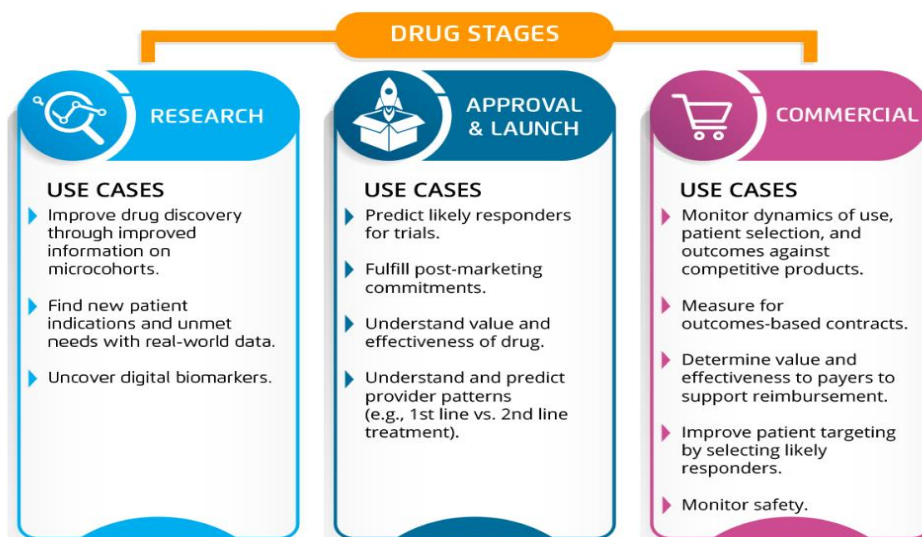 DRUG STAGES
RESEARCH
USE CASES
Improve drug discovery
through improved
information on
microcohorts.
Find new patient
indications and unmet
needs with real-world data.
Uncover digital biomarkers.
APPROVAL
& LAUNCH
USE CASES
Predict likely responders
for trials.
Fulfill post-marketing
commitments.
Understand value and
effectiveness of drug.
Understand and predict
provider patterns
(e.g., 1st line vs. 2nd line
treatment).
COMMERCIAL
USE CASES
Monitor dynamics of use,
patient selection, and
outcomes against
competitive products.
Measure for
outcomes-based contracts.
Determine value and
effectiveness to payers to
support reimbursement.
Improve patient targeting
by selecting likely
responders.
Monitor safety.